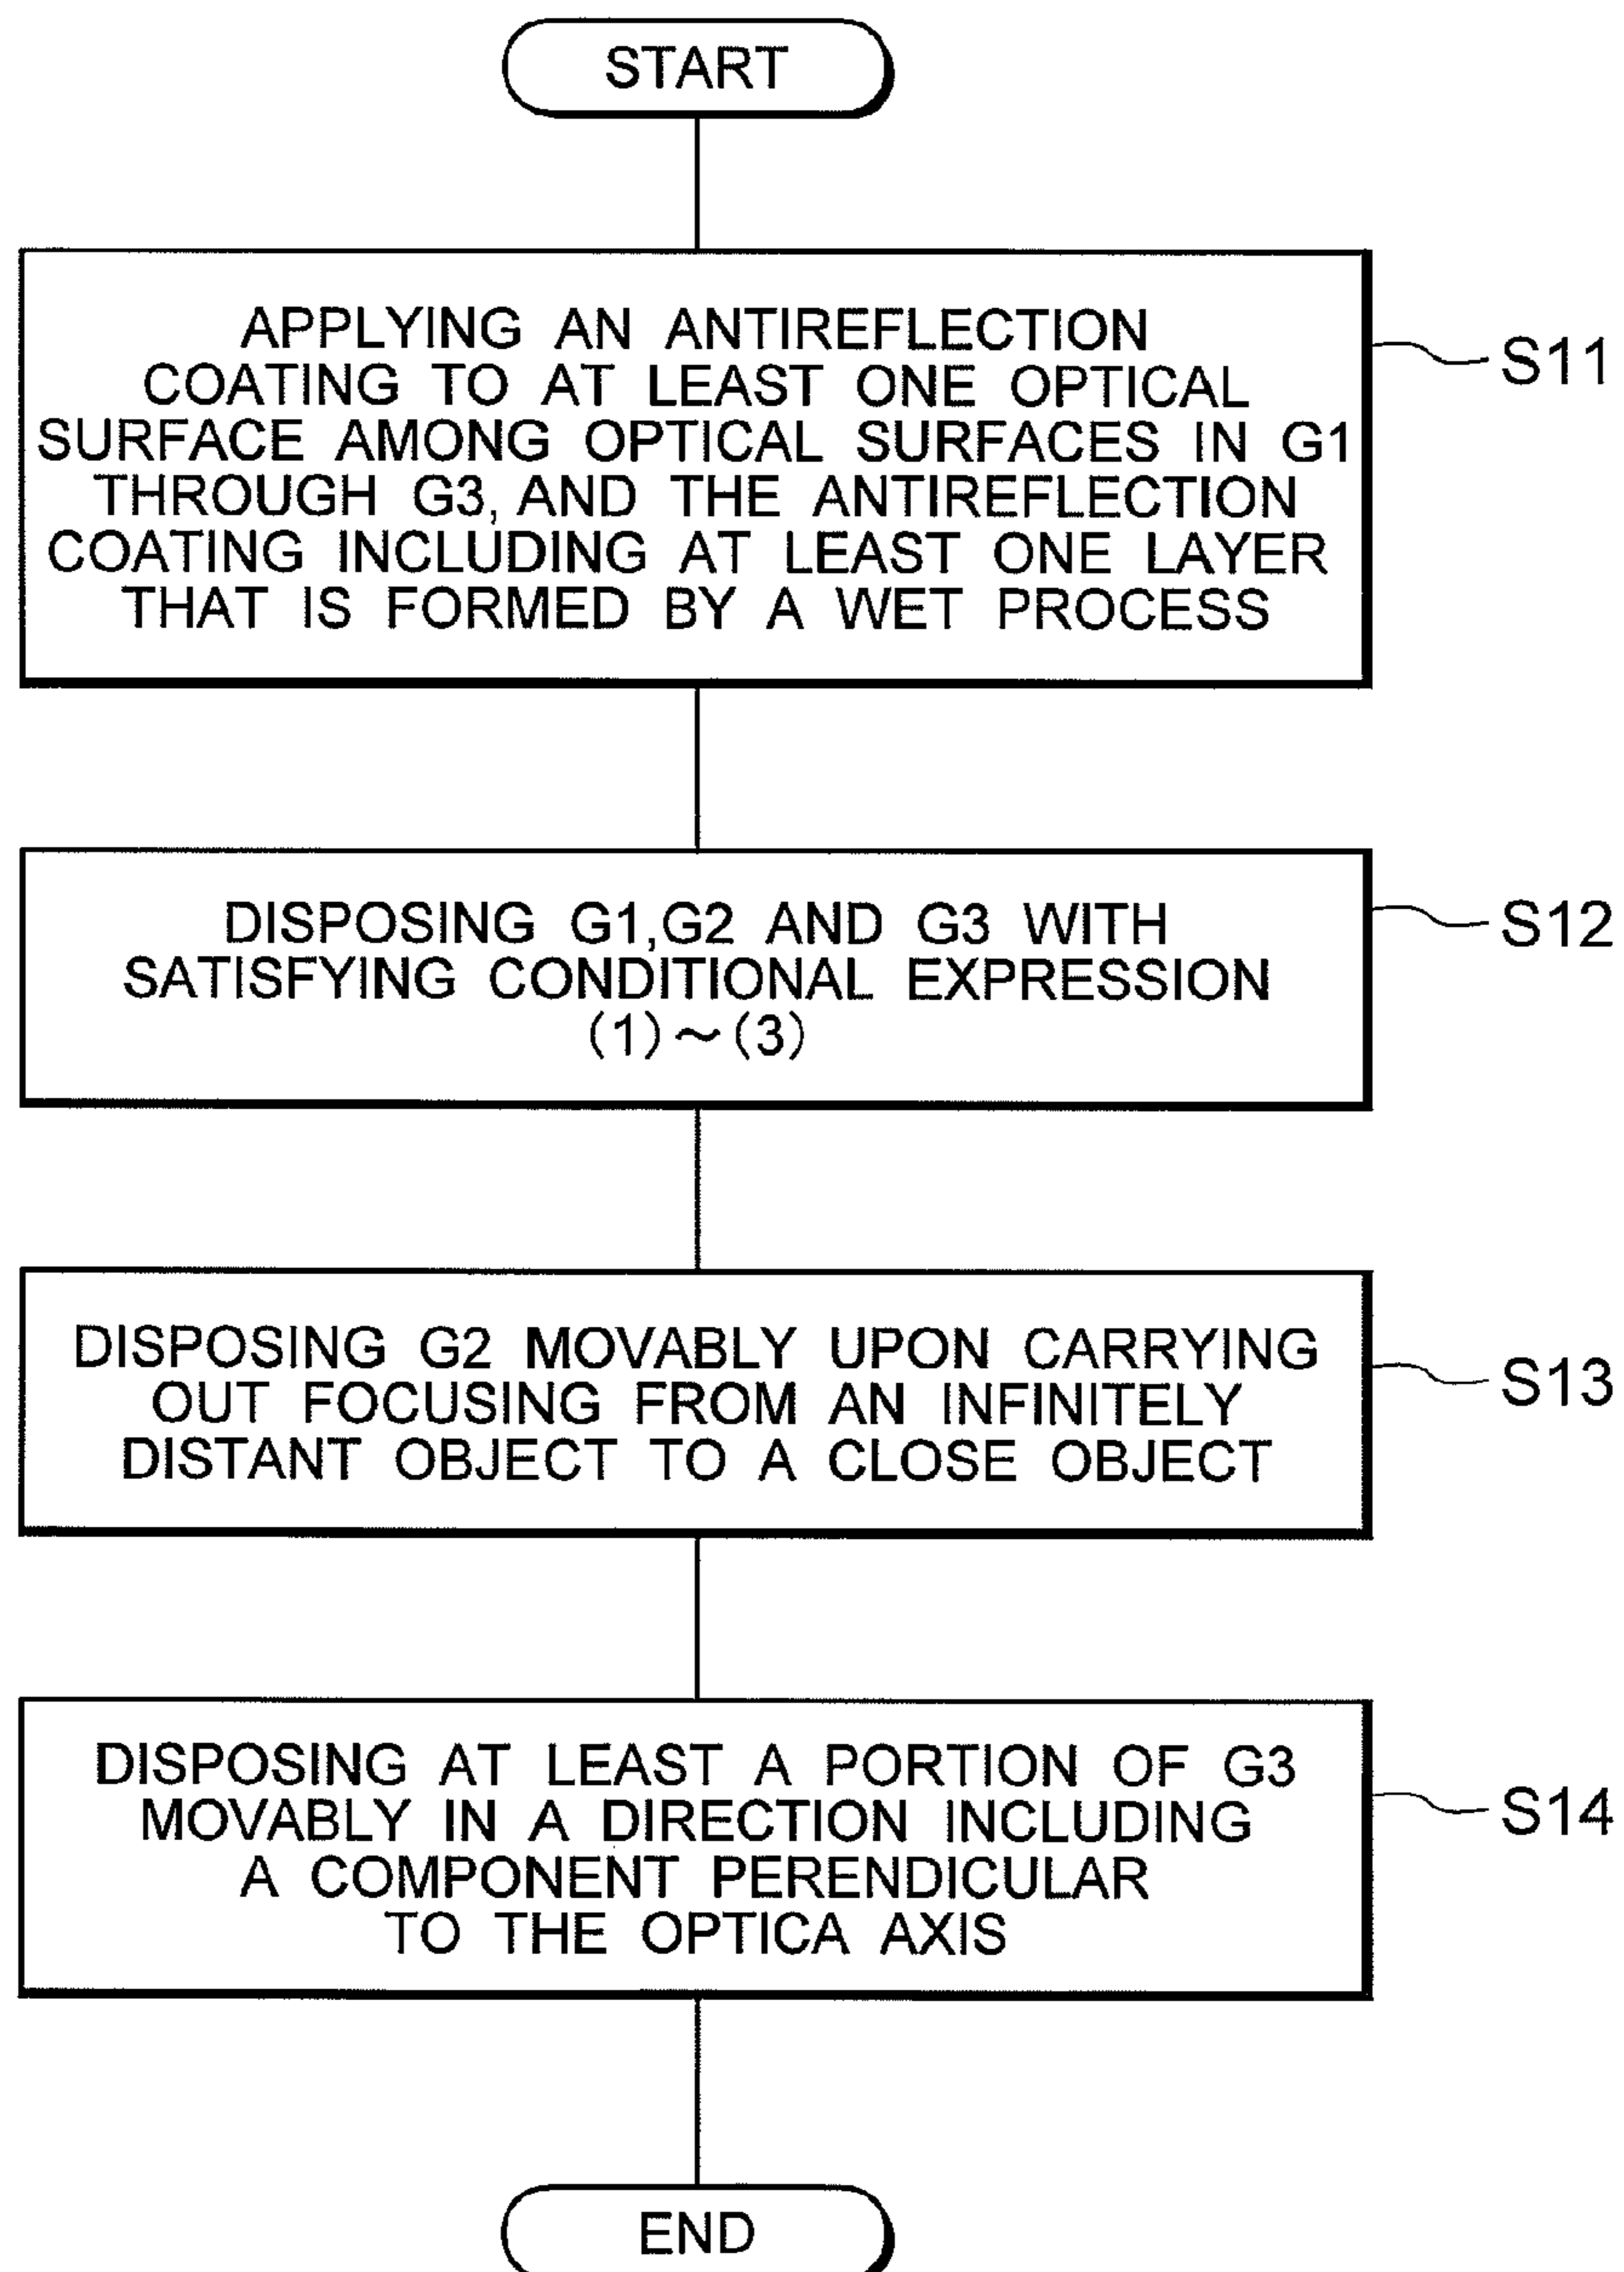 START
APPLYING AN ANTIREFLECTION
COATING TO AT LEAST ONE OPTICAL
SURFACE AMONG OPTICAL SURFACES IN G1
THROUGH G3, AND THE ANTIREFLECTION
COATING INCLUDING AT LEAST ONE LAYER
THAT IS FORMED BY A WET PROCESS
S11
DISPOSING G1,G2 AND G3 WITH
SATISFYING CONDITIONAL EXPRESSION
(1)~(3)
S12
DISPOSING G2 MOVABLY UPON CARRYING
OUT FOCUSING FROM AN INFINITELY
DISTANT OBJECT TO A CLOSE OBJECT
S13
DISPOSING AT LEAST A PORTION OF G3
MOVABLY IN A DIRECTION INCLUDING
A COMPONENT PERENDICULAR
TO THE OPTICA AXIS
S14
END